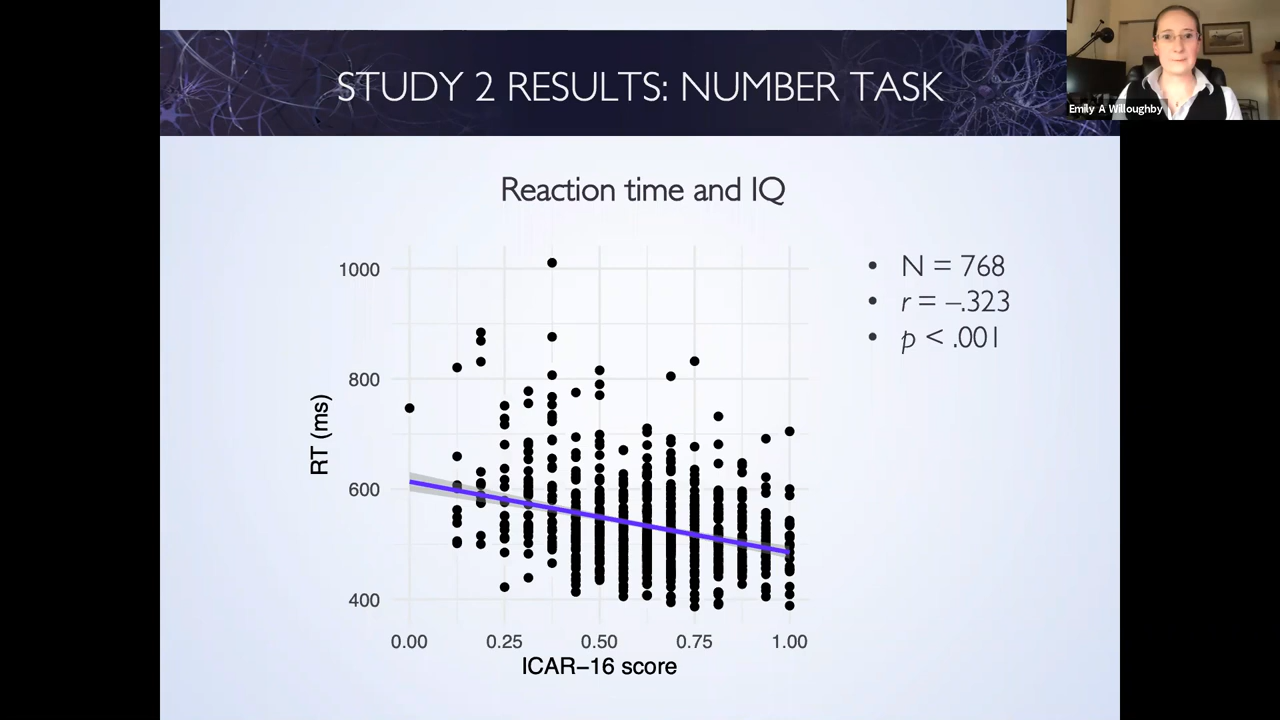 STUDY 2 RESULTS: NUMBER TASK
Emily A Willoughby
Reaction time and IQ
1000
800
600
400
RT (ms)
0.00 0.25 0.50 0.75 1.00
ICAR−16 score
• N = 768
• r = –.323
• p < .001